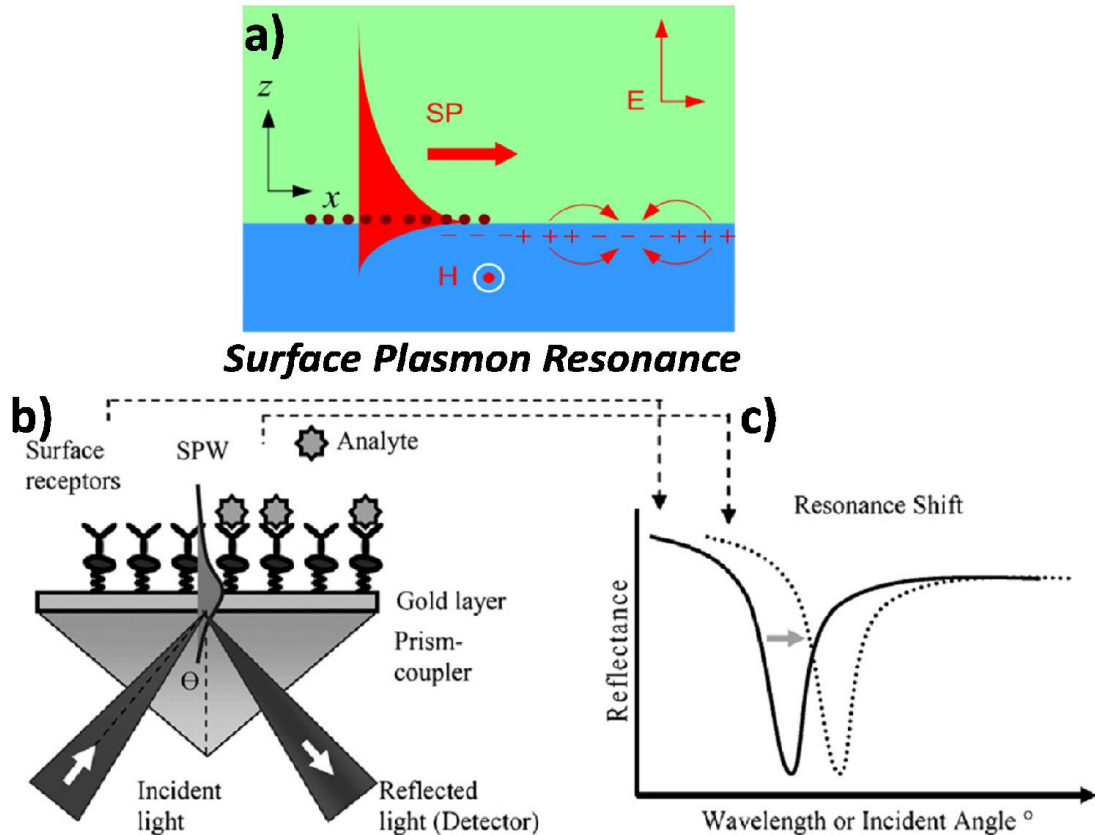 a)
z
x
SP
E
- - - + + + - - - + + + +
H
Surface Plasmon Resonance
b)
c)
Surface
receptors
SPW
Analyte
Resonance Shift
Gold layer
Prism-
coupler
Θ
Incident
light
Reflected
light (Detector)
Reflectance
Wavelength or Incident Angle °